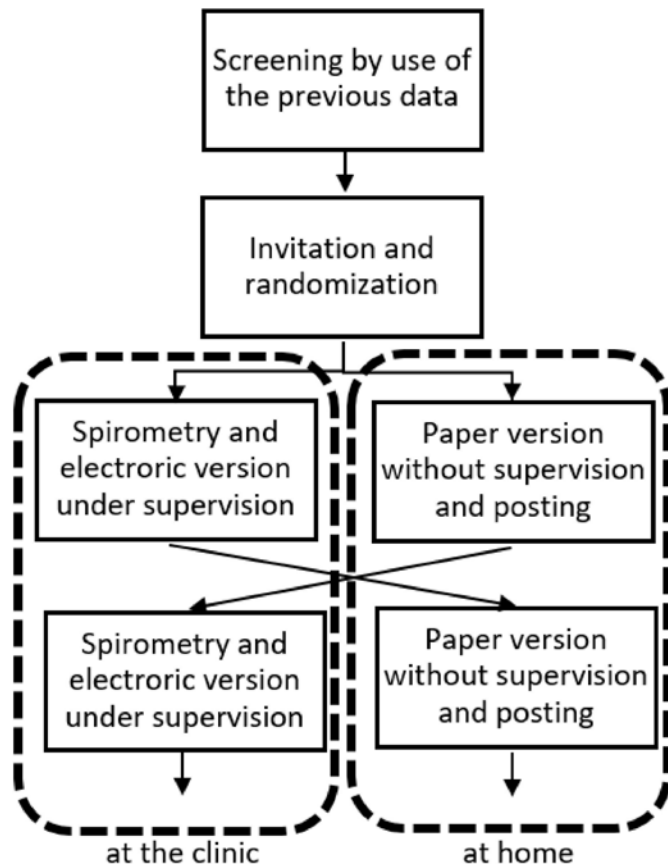 Screening by use of
the previous data
Invitation and
randomization
Spirometry and
electroric version
under supervision
Paper version
without supervision
and posting
Spirometry and
electroric version
under supervision
Paper version
without supervision
and posting
at the clinic
at home